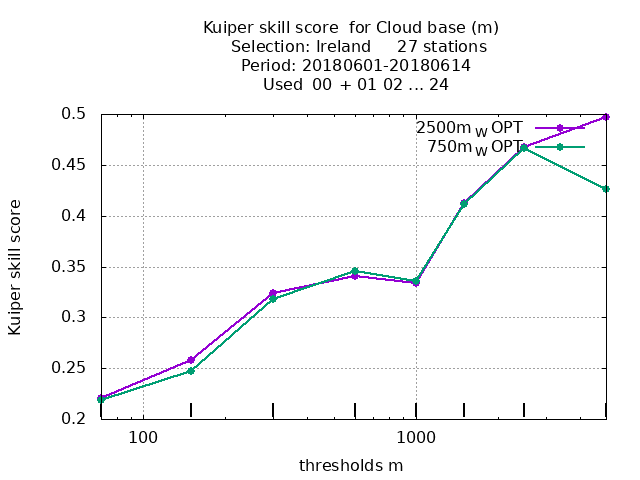 Kuiper skill score  for Cloud base (m)
Selection: Ireland     27 stations
Period: 20180601-20180614
Used  00 + 01 02 ... 24
2500m_W OPT
750m_W OPT
0.5
0.45
0.4
0.35
0.3
0.25
0.2
Kuiper skill score
100
1000
thresholds m